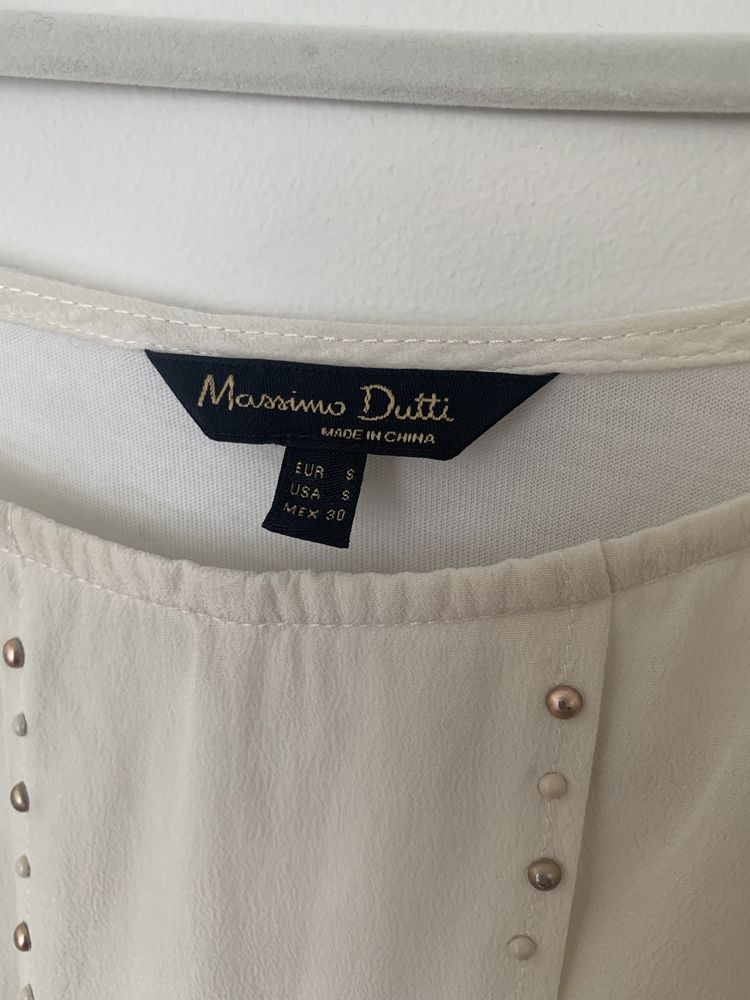 Massimo Dutti
MADE IN CHINA
EUR S
USA S
MEX 30